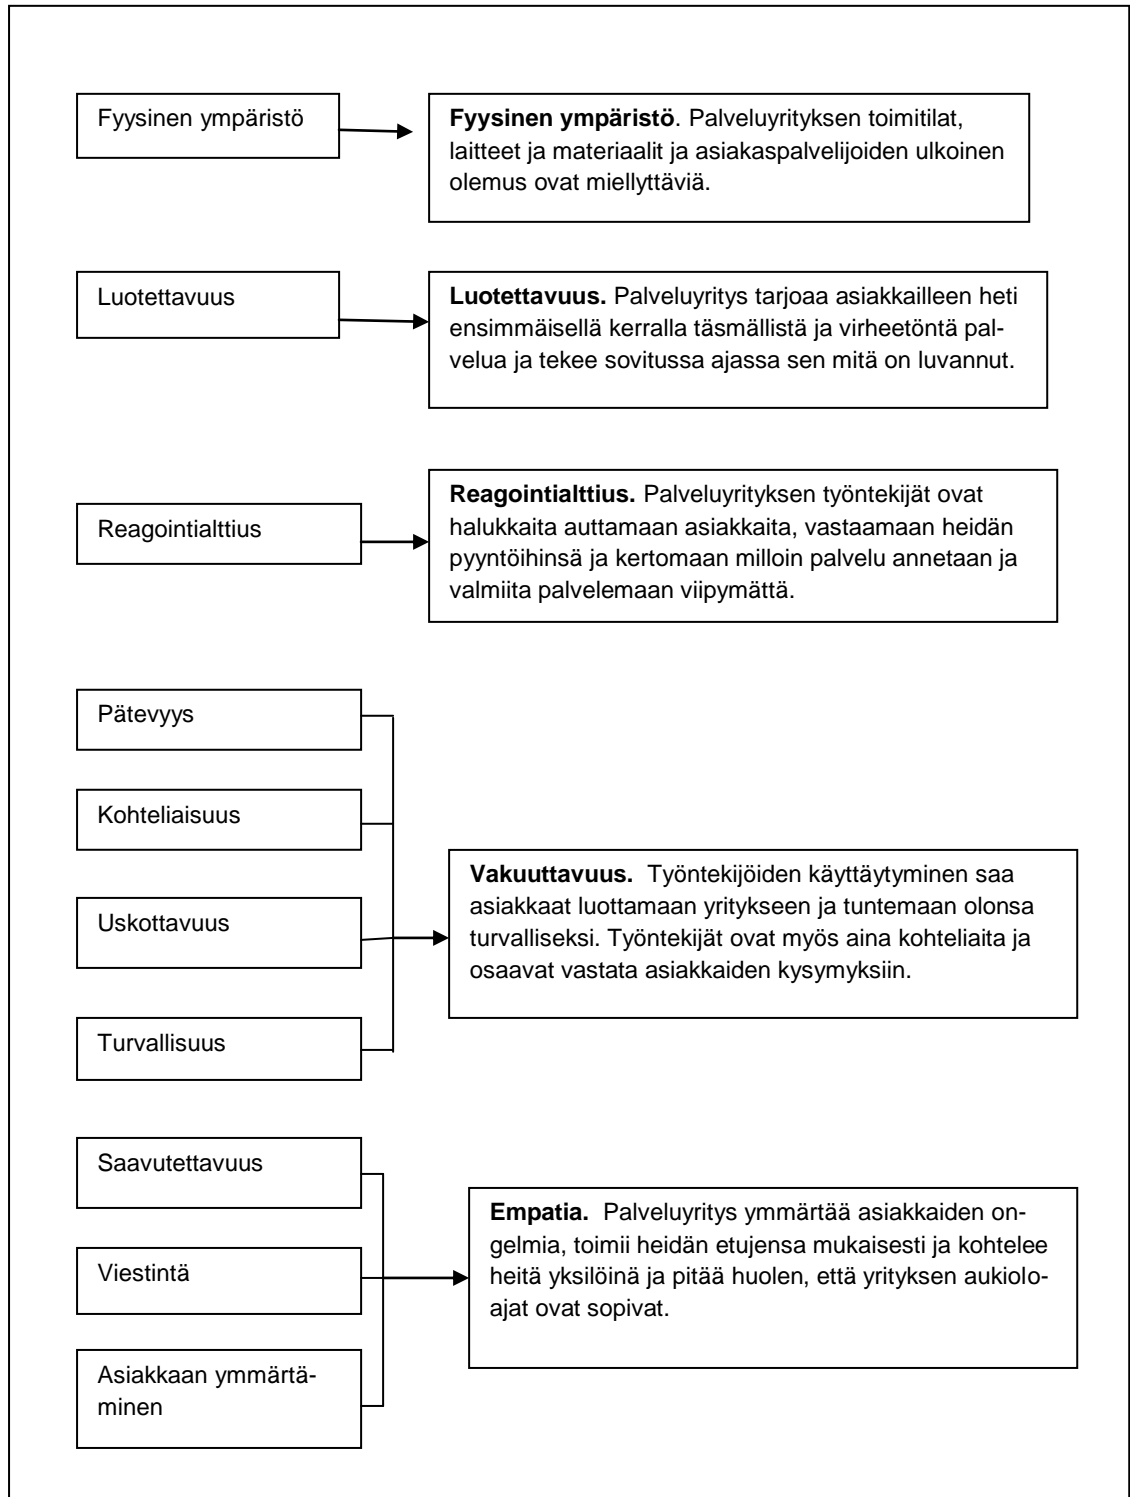 Fyysinen ympäristö
Fyysinen ympäristö. Palveluyrityksen toimitilat,
laitteet ja materiaalit ja asiakaspalvelijoiden ulkoinen
olemus ovat miellyttäviä.
Luotettavuus
Luotettavuus. Palveluyritys tarjoaa asiakkailleen heti
ensimmäisellä kerralla täsmällistä ja virheetöntä pal-
velua ja tekee sovitussa ajassa sen mitä on luvannut.
Reagointialttius
Reagointialttius. Palveluyrityksen työntekijät ovat
halukkaita auttamaan asiakkaita, vastaamaan heidän
pyyntöihinsä ja kertomaan milloin palvelu annetaan ja
valmiita palvelemaan viipymättä.
Pätevyys
Kohteliaisuus
Uskottavuus
Turvallisuus
Vakuuttavuus. Työntekijöiden käyttäytyminen saa
asiakkaat luottamaan yritykseen ja tuntemaan olonsa
turvalliseksi. Työntekijät ovat myös aina kohteliaita ja
osaavat vastata asiakkaiden kysymyksiin.
Saavutettavuus
Viestintä
Asiakkaan ymmärtä-
minen
Empatia. Palveluyritys ymmärtää asiakkaiden on-
gelmia, toimii heidän etujensa mukaisesti ja kohtelee
heitä yksilöinä ja pitää huolen, että yrityksen aukiolo-
ajat ovat sopivat.